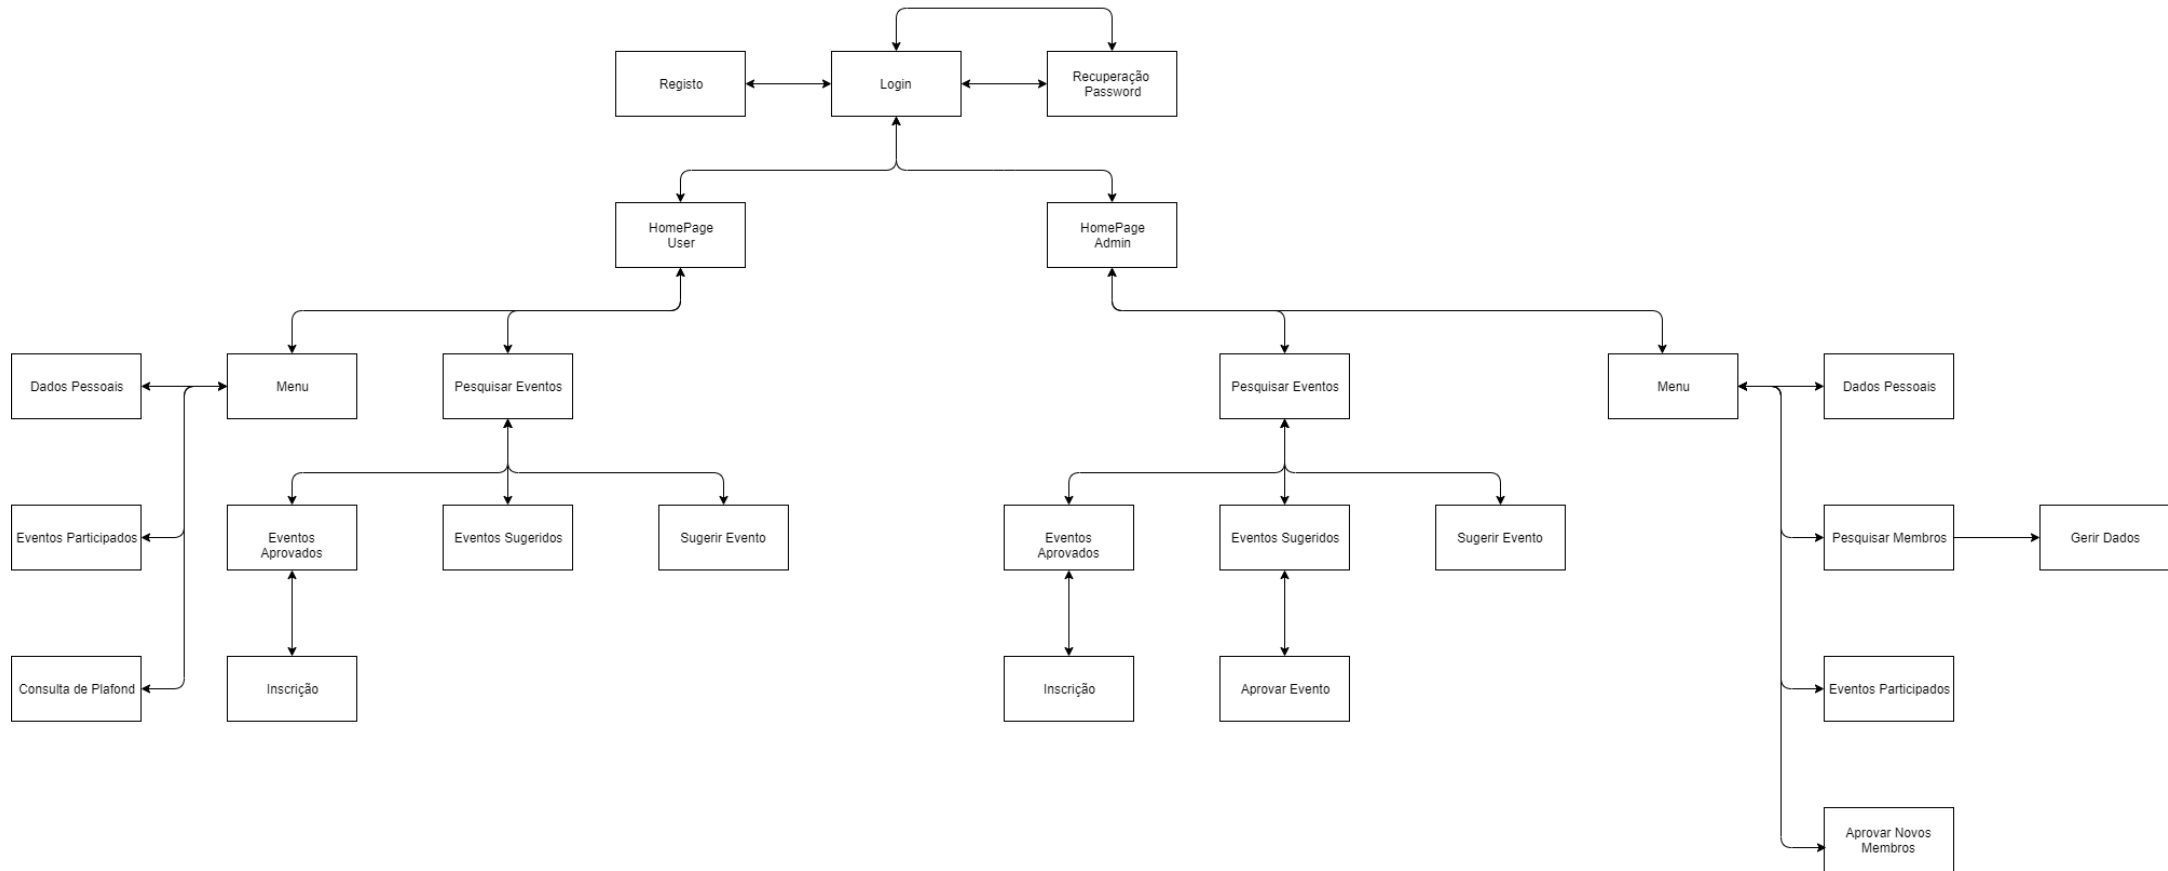 Registo
Login
Recuperação
Password
HomePage
User
HomePage
Admin
Dados Pessoais
Menu
Pesquisar Eventos
Pesquisar Eventos
Menu
Dados Pessoais
Eventos Participados
Eventos
Aprovados
Eventos Sugeridos
Sugerir Evento
Eventos
Aprovados
Eventos Sugeridos
Sugerir Evento
Pesquisar Membros
Gerir Dados
Consulta de Plafond
Inscrição
Inscrição
Aprovar Evento
Eventos Participados
Aprovar Novos
Membros